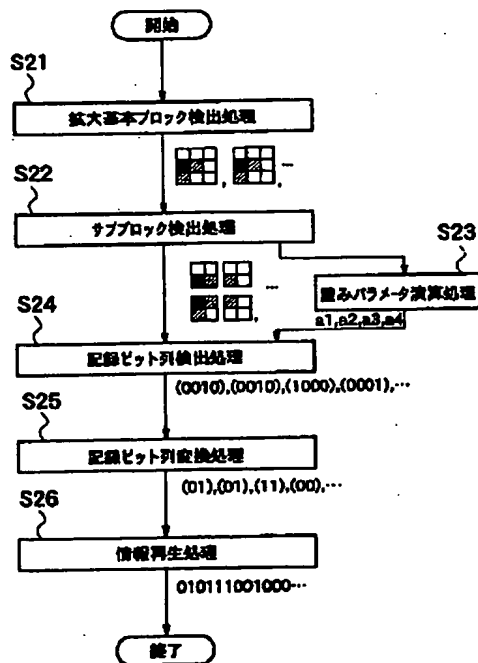 開始
S21
拡大基本ブロック検出処理
, , …
S22
サブブロック検出処理
S23
… ,
重みパラメータ演算処理
a1,a2,a3,a4
S24
記録ビット列検出処理
(0010),(0010),(1000),(0001),…
S25
記録ビット列変換処理
(01),(01),(11),(00),…
S26
情報再生処理
010111001000…
終了